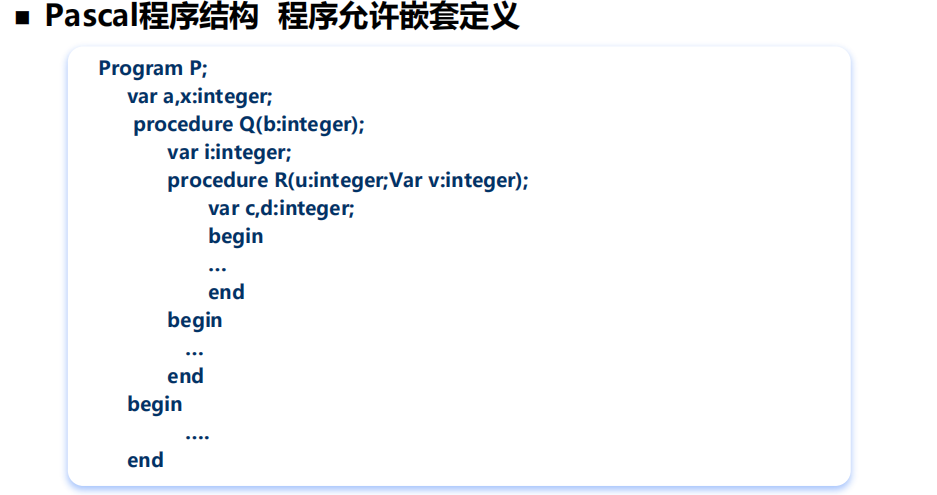 ■ Pascal程序结构 程序允许嵌套定义
Program P;
var a,x:integer;
procedure Q(b:integer);
var i:integer;
procedure R(u:integer;Var v:integer);
var c,d:integer;
begin
...
end
begin
...
end
begin
....
end